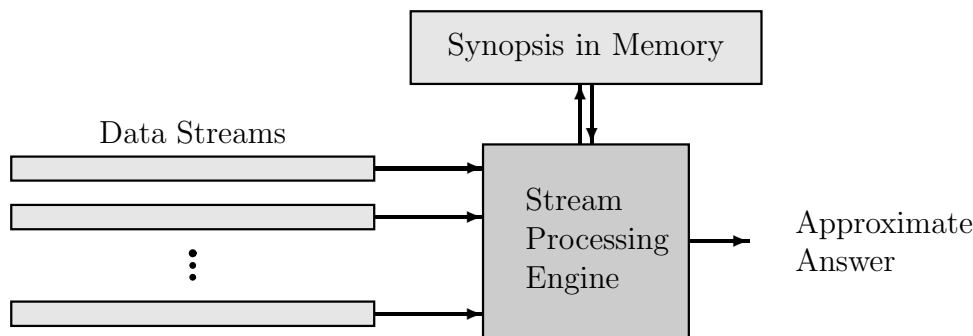 Synopsis in Memory
Data Streams
Stream
Processing
Engine
Approximate
Answer